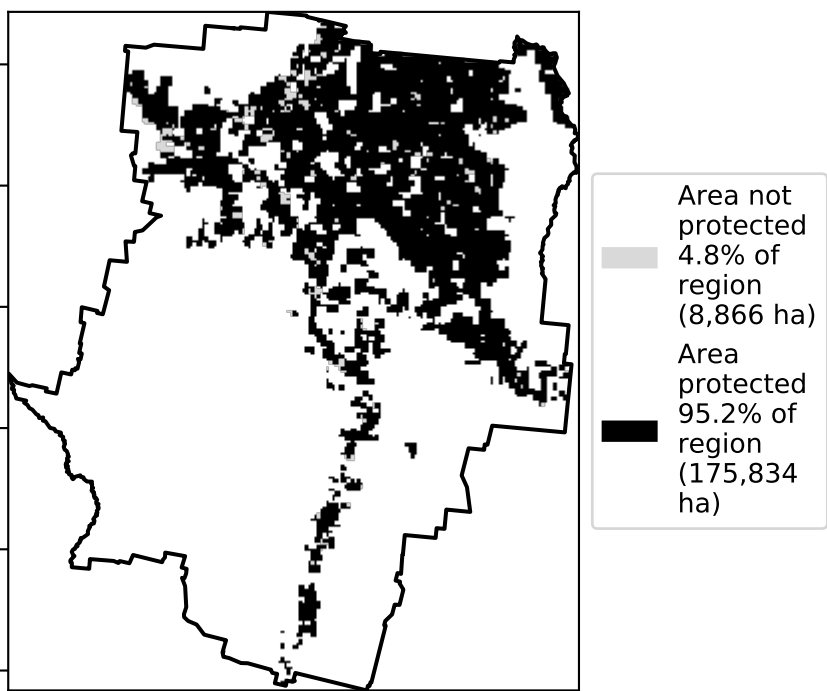 Area not
protected
4.8% of
region
(8,866 ha)
Area
protected
95.2% of
region
(175,834
ha)